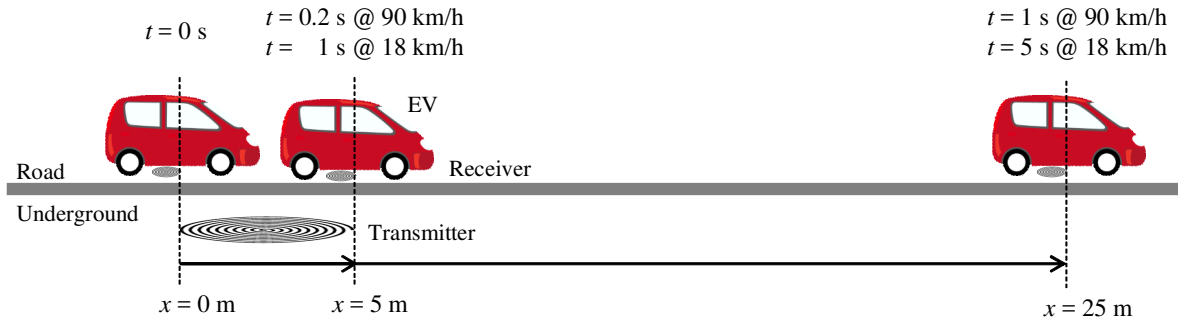 t = 0.2 s @ 90 km/h
t = 1 s @ 90 km/h
t = 0 s
t = 1 s @ 18 km/h
t = 5 s @ 18 km/h
EV
Road
Receiver
Underground
Transmitter
x = 0 m
x = 5 m
x = 25 m